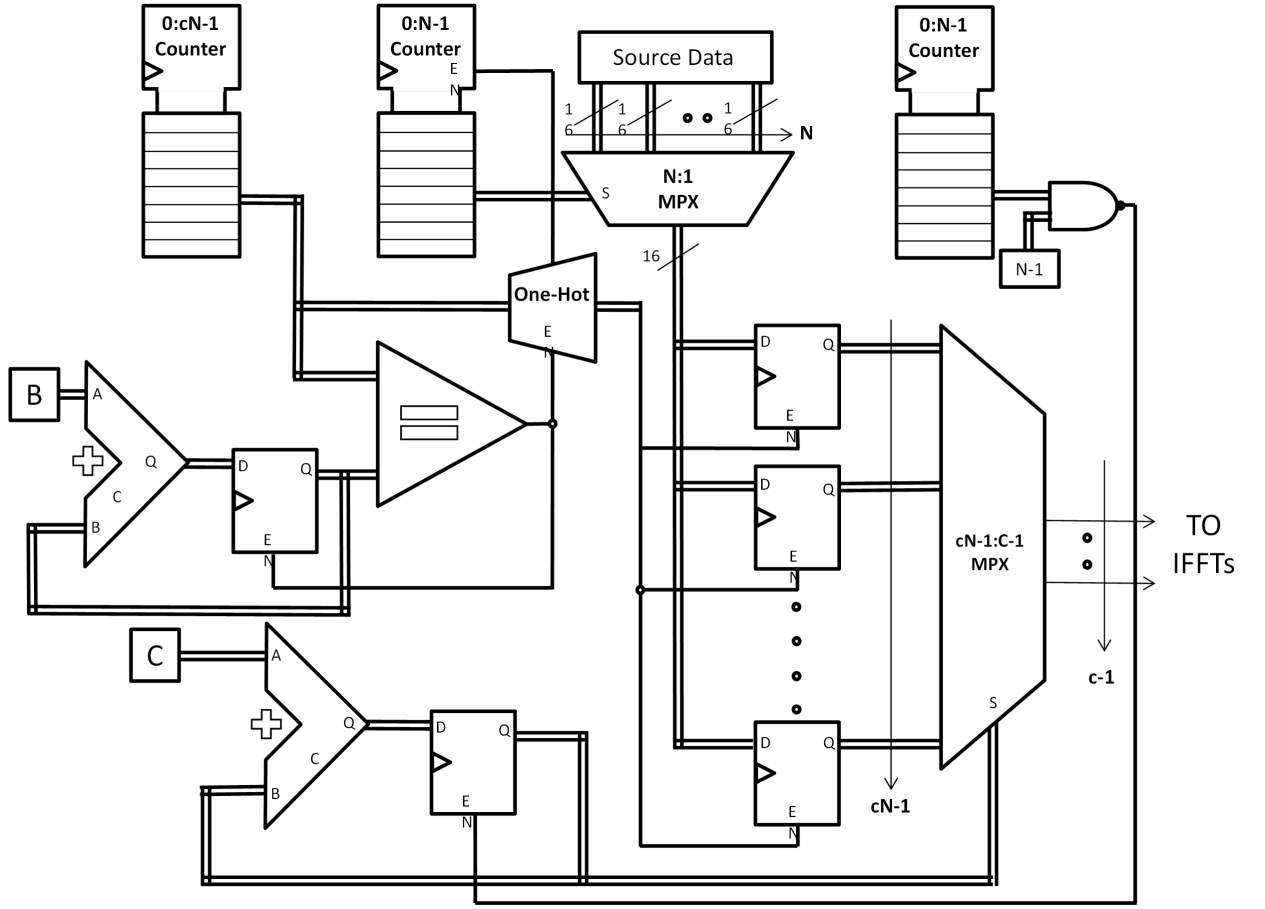 0:cN-1
Counter
0:N-1
Counter
E
N
Source Data
1
6
1
6
1
6
N
N:1
MPX
S
16
0:N-1
Counter
N-1
One-Hot
E
N
B
A
Q
C
B
D
Q
E
N
D
Q
E
N
D
Q
E
N
D
Q
E
N
cN-1
cN-1:C-1
MPX
S
TO
IFFTs
c-1
C
A
Q
C
B
D
Q
E
N